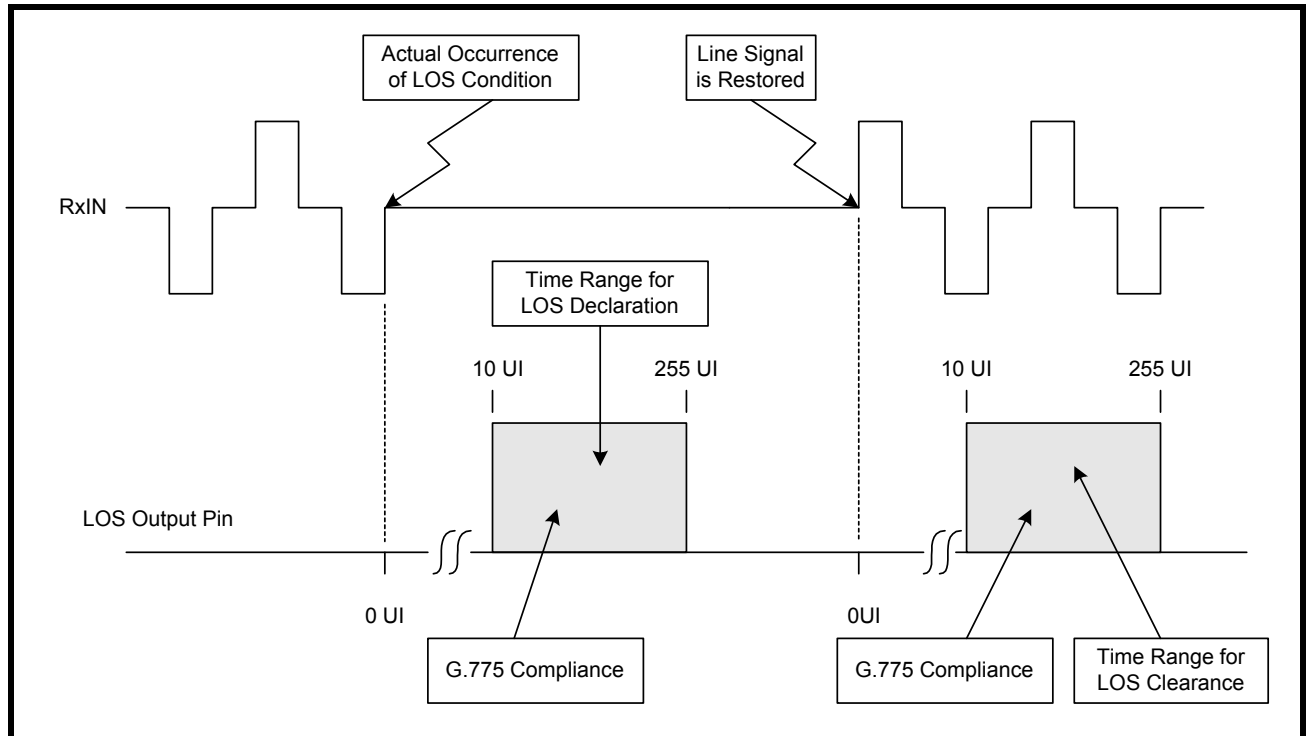 Actual Occurrence
of LOS Condition
Line Signal
is Restored
RxIN
Time Range for
LOS Declaration
10 UI
255 UI
10 UI
255 UI
LOS Output Pin
0 UI
0UI
G.775 Compliance
G.775 Compliance
Time Range for
LOS Clearance